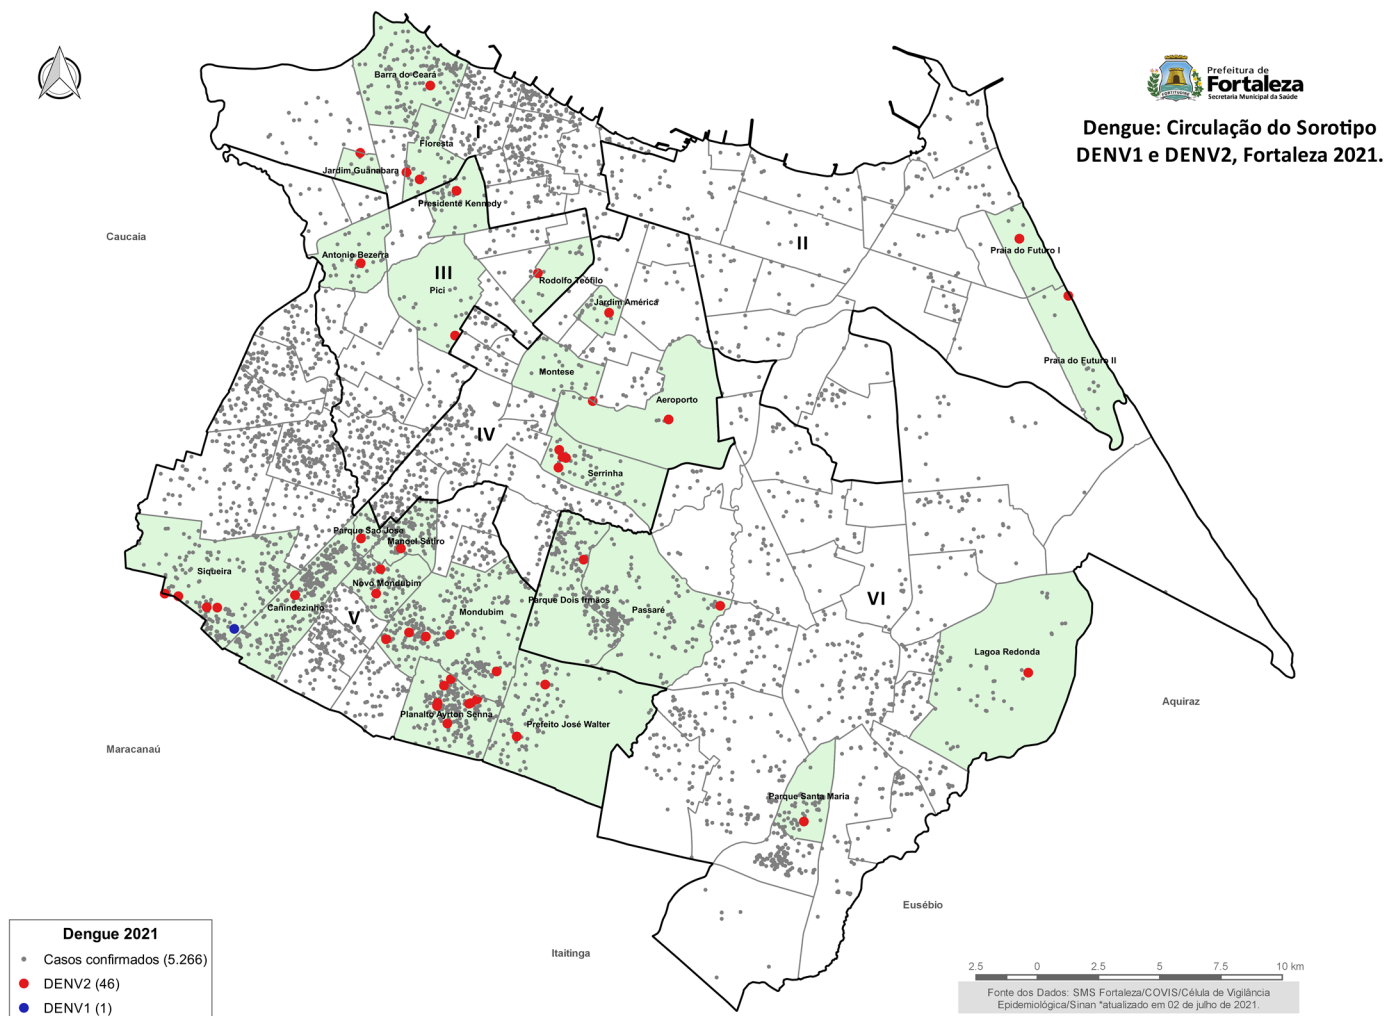 Prefeitura de
Fortaleza
Secretaria Municipal da Saúde
FORTITUDINE
Dengue: Circulação do Sorotipo
DENV1 e DENV2, Fortaleza 2021.
Barra do Ceará
I
Floresta
Jardim Guanabara
Presidente Kennedy
Caucaia
II
Praia do Futuro I
Antonio Bezerra
III
Pici
Rodolfo Teófilo
Jardim América
Praia do Futuro II
Montese
Aeroporto
IV
Serrinha
Parque São José
Manoel Sátiro
Siqueira
Novo Mondubim
Canindezinho
Mondubim
Parque Dois Irmãos
Passaré
V
VI
Lagoa Redonda
Aquiraz
Planalto Ayrton Senna
Prefeito José Walter
Maracanaú
Parque Santa Maria
Eusébio
Itaitinga
Dengue 2021
Casos confirmados (5.266)
DENV2 (46)
DENV1 (1)
2.5 0 2.5 5 7.5 10 km
Fonte dos Dados: SMS Fortaleza/COVIS/Célula de Vigilância
Epidemiológica/Sinan *atualizado em 02 de julho de 2021.